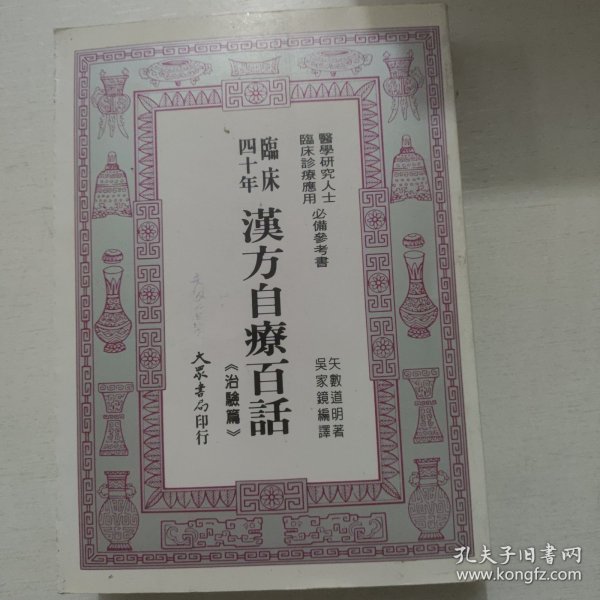 醫學研究人士
臨床診療應用
必備參考書
矢數道明著
吳家鏡編譯
臨床
四十年
漢方自療百話
《治驗篇》
大眾書局印行
孔夫子旧书网
www.kongfz.com